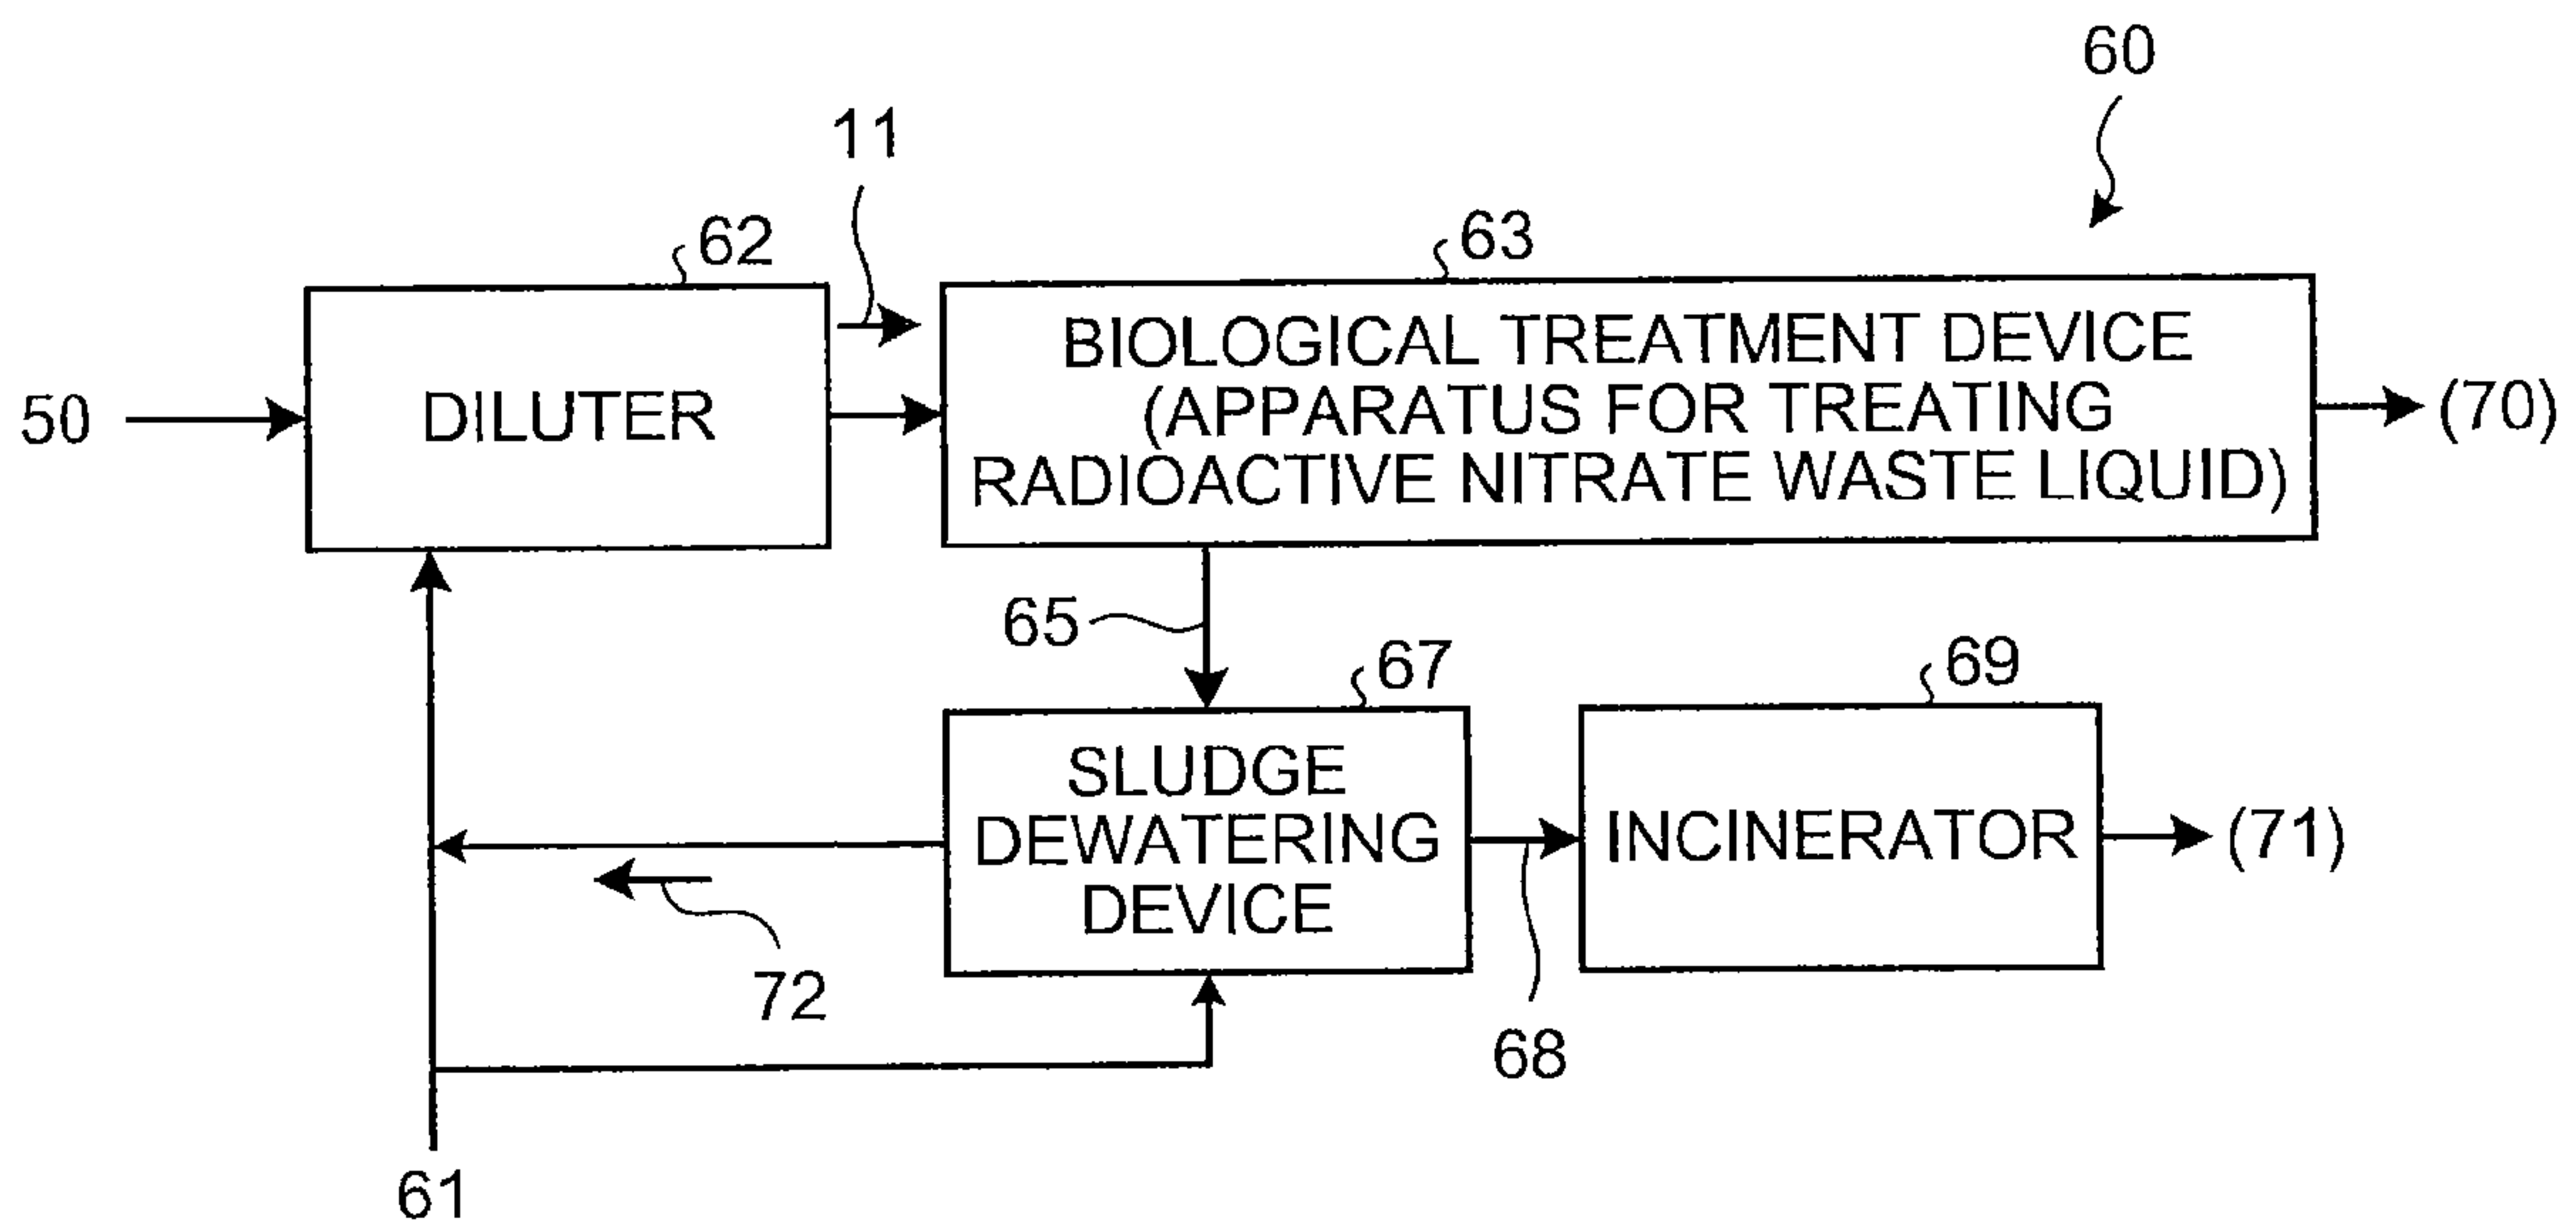 60
11
62
63
50
DILUTER
BIOLOGICAL TREATMENT DEVICE
(APPARATUS FOR TREATING
RADIOACTIVE NITRATE WASTE LIQUID)
(70)
65
67
69
SLUDGE
DEWATERING
DEVICE
INCINERATOR
(71)
72
68
61